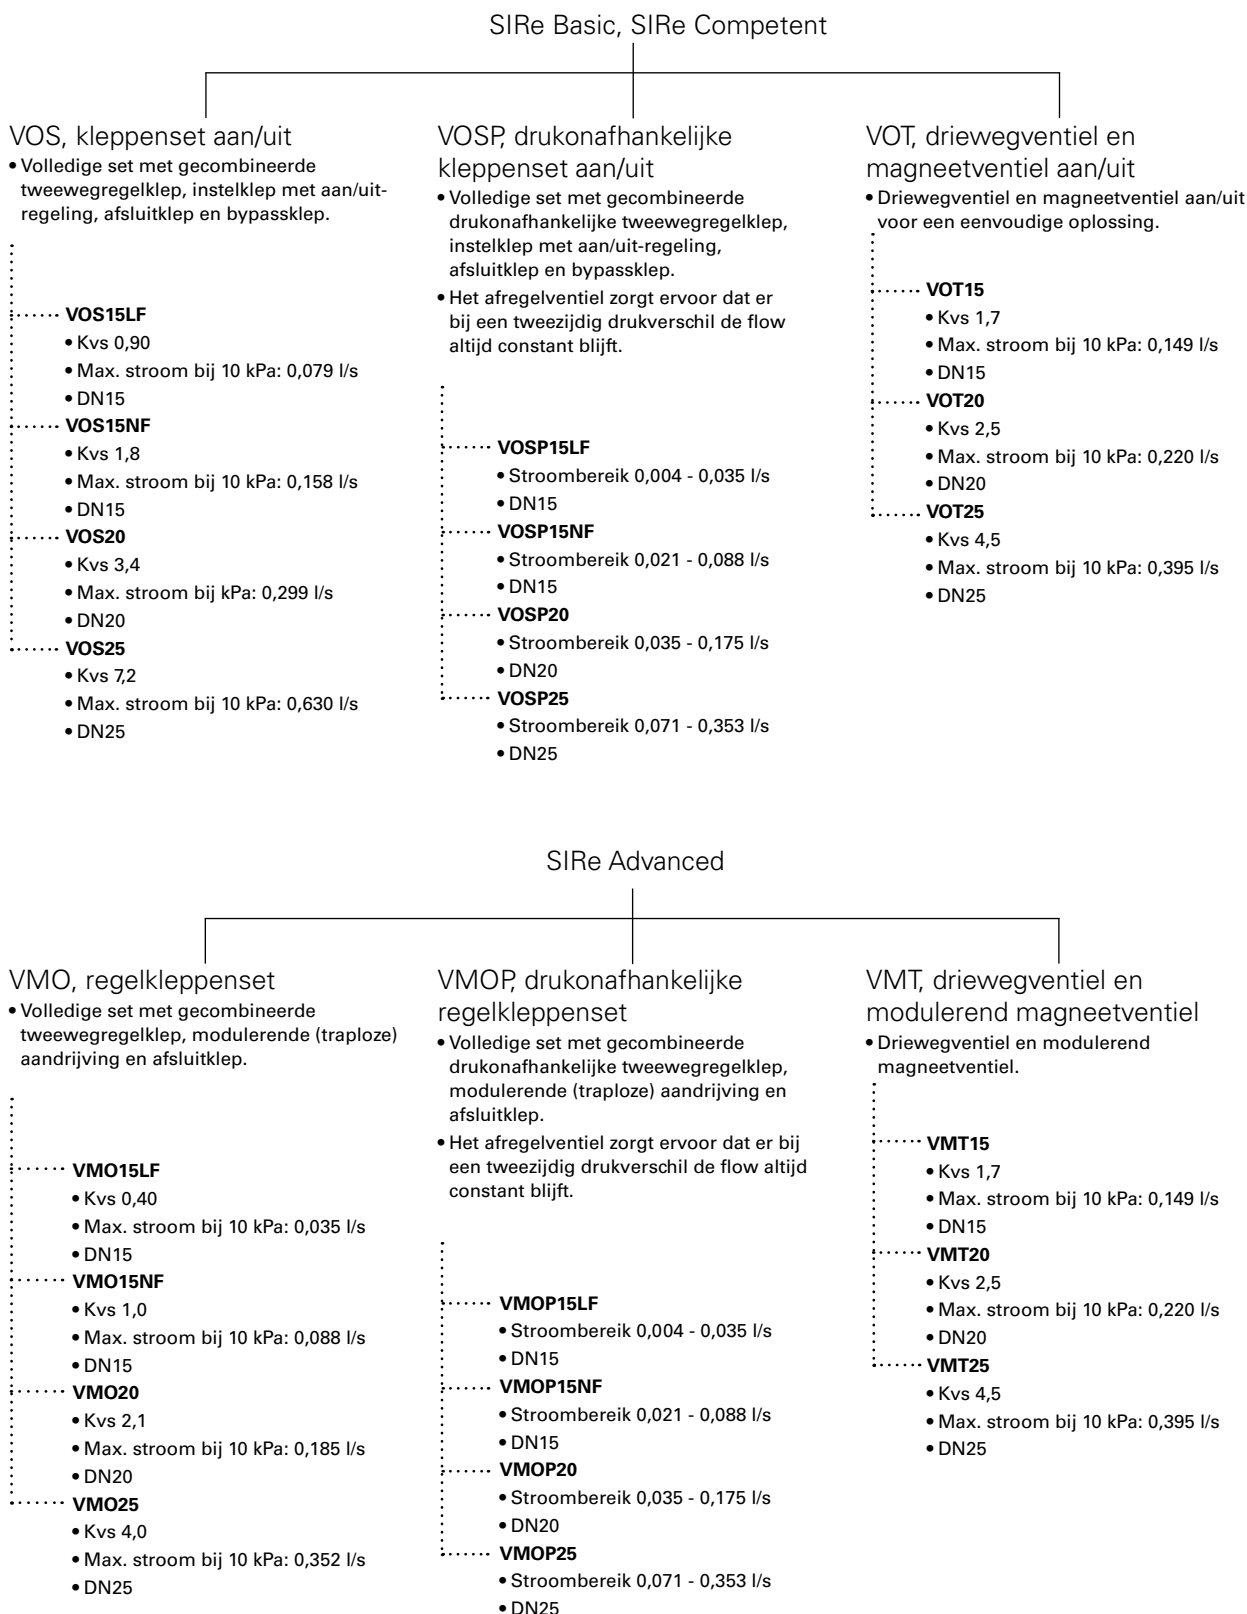 SIRe Basic, SIRe Competent
VOS, kleppenset aan/uit
• Volledige set met gecombineerde
tweewegregelklep, instelklep met aan/uit-
regeling, afsluitklep en bypassklep.
VOS15LF
• Kvs 0,90
• Max. stroom bij 10 kPa: 0,079 l/s
• DN15
VOS15NF
• Kvs 1,8
• Max. stroom bij 10 kPa: 0,158 l/s
• DN15
VOS20
• Kvs 3,4
• Max. stroom bij kPa: 0,299 l/s
• DN20
VOS25
• Kvs 7,2
• Max. stroom bij 10 kPa: 0,630 l/s
• DN25
VOSP, drukonafhankelijke
kleppenset aan/uit
• Volledige set met gecombineerde
drukonafhankelijke tweewegregelklep,
instelklep met aan/uit-regeling,
afsluitklep en bypassklep.
• Het afregelventiel zorgt ervoor dat er
bij een tweezijdig drukverschil de flow
altijd constant blijft.
VOSP15LF
• Stroombereik 0,004 - 0,035 l/s
• DN15
VOSP15NF
• Stroombereik 0,021 - 0,088 l/s
• DN15
VOSP20
• Stroombereik 0,035 - 0,175 l/s
• DN20
VOSP25
• Stroombereik 0,071 - 0,353 l/s
• DN25
VOT, driewegventiel en
magneetventiel aan/uit
• Driewegventiel en magneetventiel aan/uit
voor een eenvoudige oplossing.
VOT15
• Kvs 1,7
• Max. stroom bij 10 kPa: 0,149 l/s
• DN15
VOT20
• Kvs 2,5
• Max. stroom bij 10 kPa: 0,220 l/s
• DN20
VOT25
• Kvs 4,5
• Max. stroom bij 10 kPa: 0,395 l/s
• DN25
SIRe Advanced
VMO, regelkleppenset
• Volledige set met gecombineerde
tweewegregelklep, modulerende (traploze)
aandrijving en afsluitklep.
VMO15LF
• Kvs 0,40
• Max. stroom bij 10 kPa: 0,035 l/s
• DN15
VMO15NF
• Kvs 1,0
• Max. stroom bij 10 kPa: 0,088 l/s
• DN15
VMO20
• Kvs 2,1
• Max. stroom bij 10 kPa: 0,185 l/s
• DN20
VMO25
• Kvs 4,0
• Max. stroom bij 10 kPa: 0,352 l/s
• DN25
VMOP, drukonafhankelijke
regelkleppenset
• Volledige set met gecombineerde
drukonafhankelijke tweewegregelklep,
modulerende (traploze) aandrijving en
afsluitklep.
• Het afregelventiel zorgt ervoor dat er bij
een tweezijdig drukverschil de flow altijd
constant blijft.
VMOP15LF
• Stroombereik 0,004 - 0,035 l/s
• DN15
VMOP15NF
• Stroombereik 0,021 - 0,088 l/s
• DN15
VMOP20
• Stroombereik 0,035 - 0,175 l/s
• DN20
VMOP25
• Stroombereik 0,071 - 0,353 l/s
• DN25
VMT, driewegventiel en
modulerend magneetventiel
• Driewegventiel en modulerend
magneetventiel.
VMT15
• Kvs 1,7
• Max. stroom bij 10 kPa: 0,149 l/s
• DN15
VMT20
• Kvs 2,5
• Max. stroom bij 10 kPa: 0,220 l/s
• DN20
VMT25
• Kvs 4,5
• Max. stroom bij 10 kPa: 0,395 l/s
• DN25